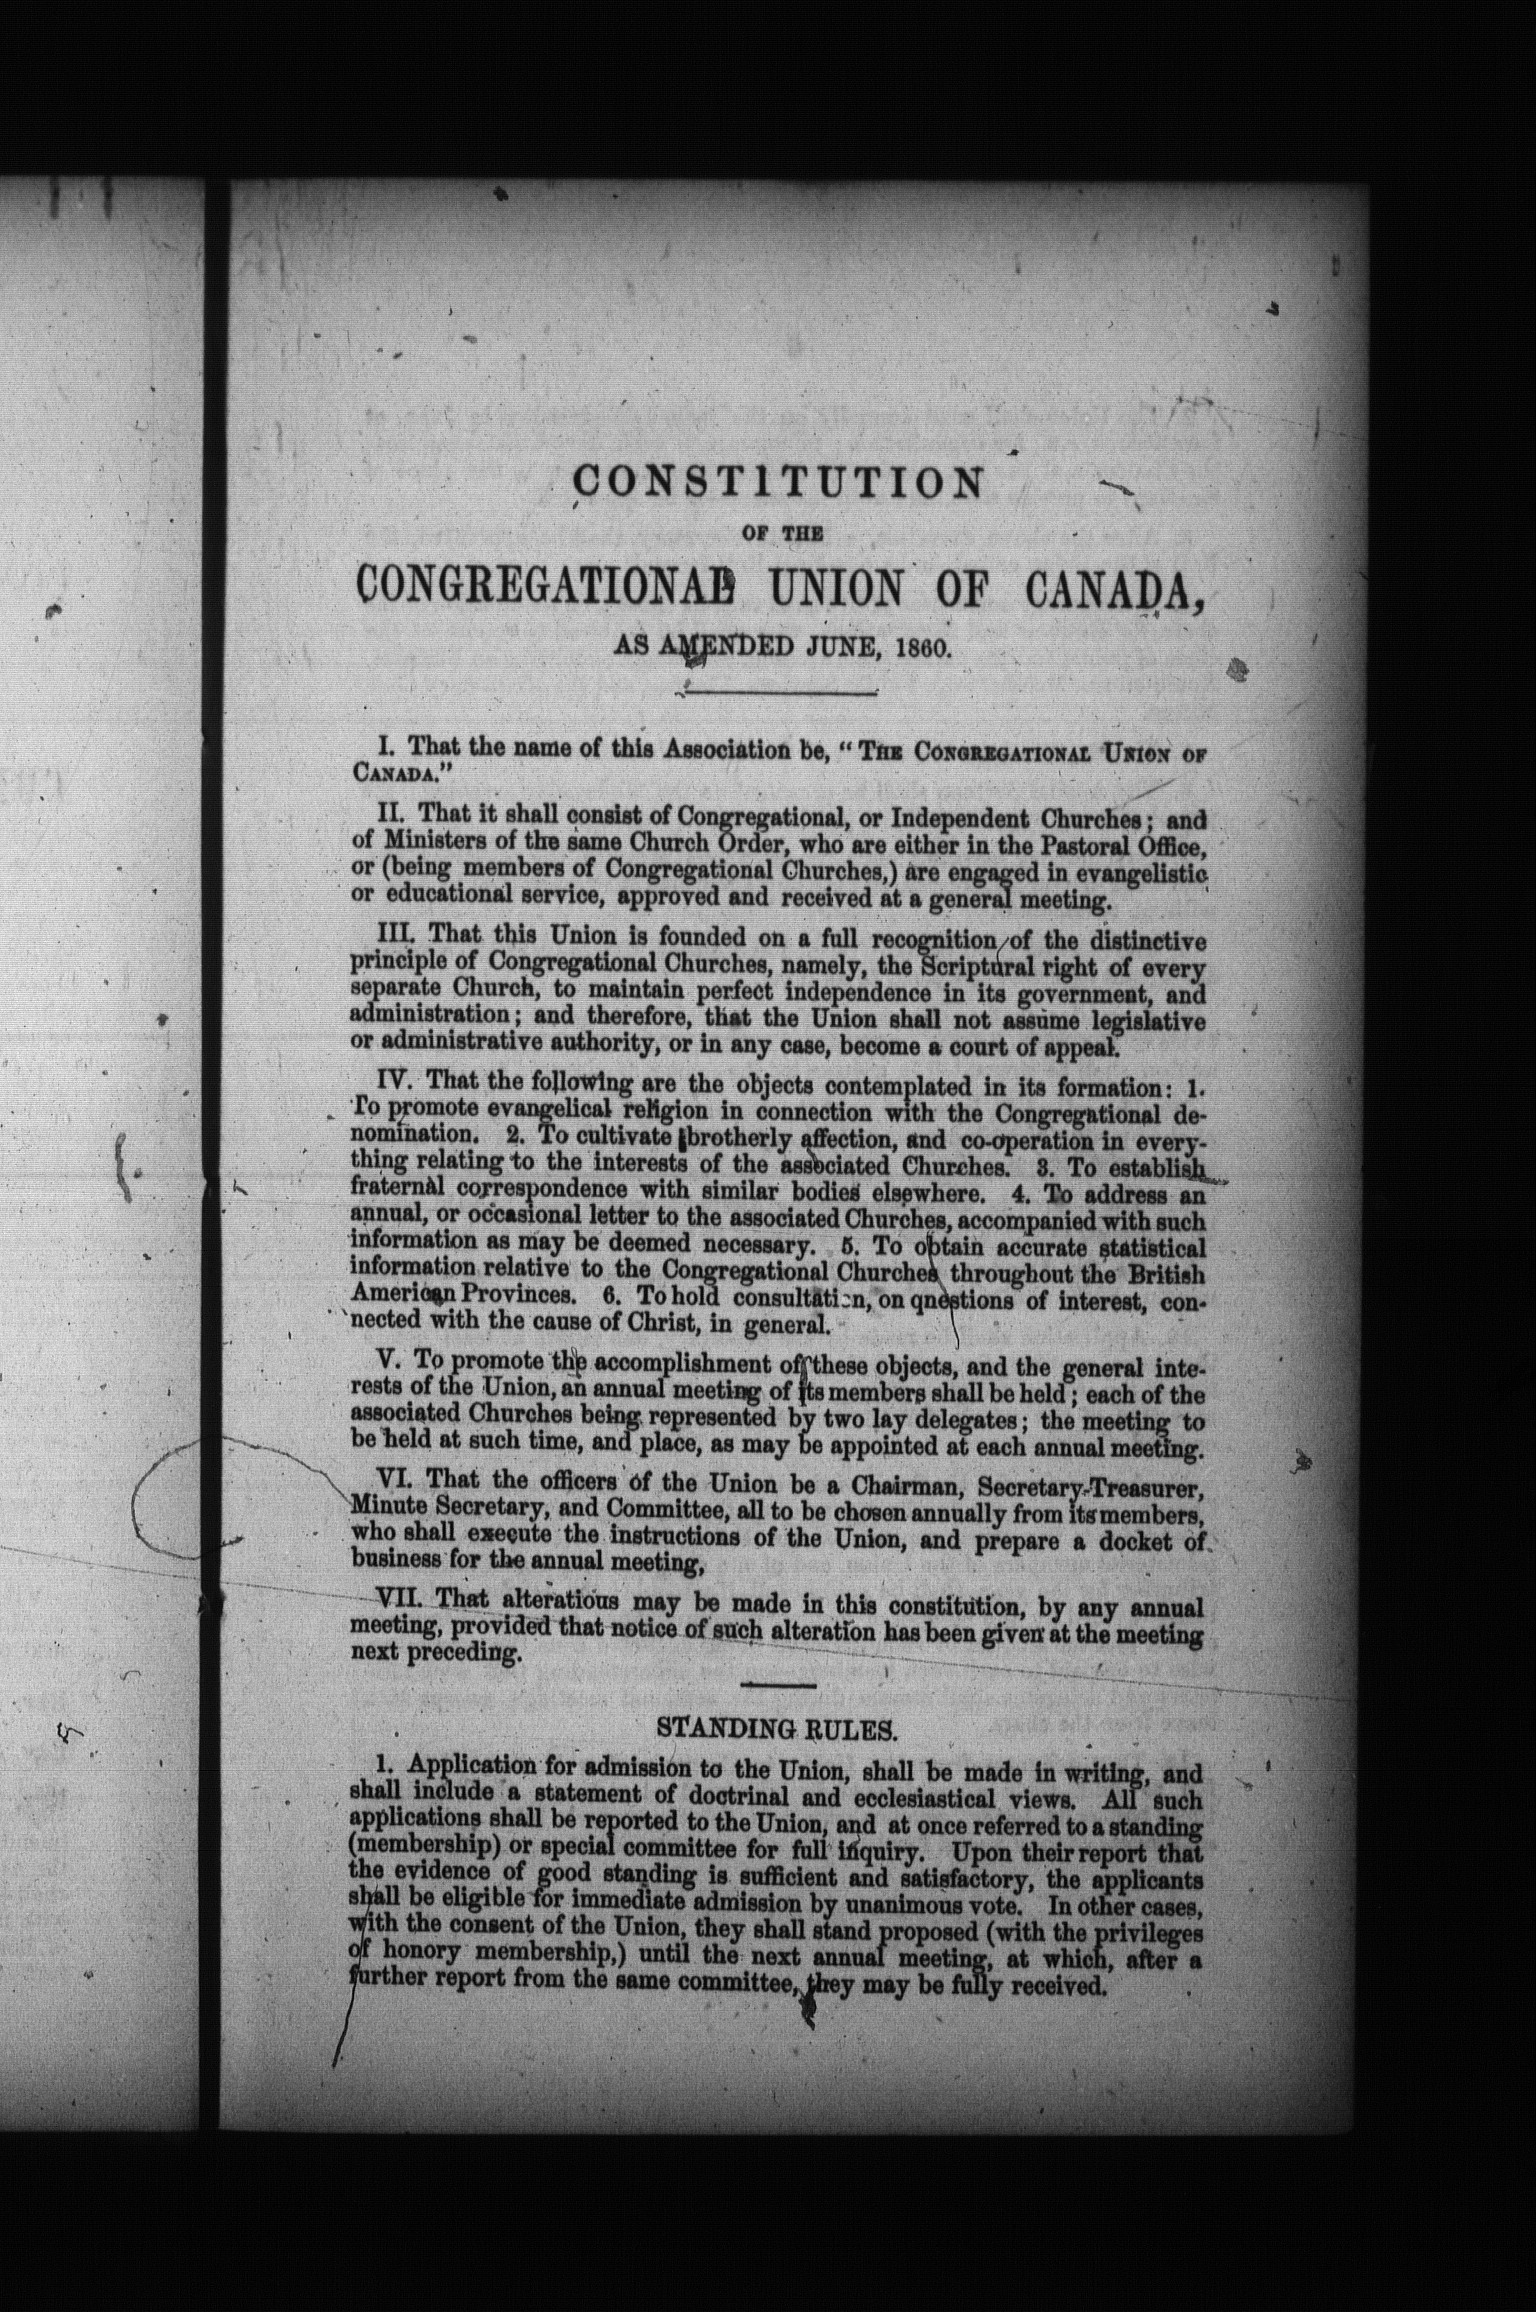 CONSTITUTION
OF THE
CONGREGATIONAL UNION OF CANADA,
AS AMENDED JUNE, 1860.
I. That the name of this Association be, "THE CONGREGATIONAL UNION OF
CANADA."
II. That it shall consist of Congregational, or Independent Churches; and
of Ministers of the same Church Order, who are either in the Pastoral Office,
or (being members of Congregational Churches,) are engaged in evangelistic
or educational service, approved and received at a general meeting.
III. That this Union is founded on a full recognition of the distinctive
principle of Congregational Churches, namely, the Scriptural right of every
separate Church, to maintain perfect independence in its government, and
administration; and therefore, that the Union shall not assume legislative
or administrative authority, or in any case, become a court of appeal.
IV. That the following are the objects contemplated in its formation: 1.
To promote evangelical religion in connection with the Congregational de-
nomination. 2. To cultivate brotherly affection, and co-operation in every-
thing relating to the interests of the associated Churches. 3. To establish
fraternal correspondence with similar bodies elsewhere. 4. To address an
annual, or occasional letter to the associated Churches, accompanied with such
information as may be deemed necessary. 5. To obtain accurate statistical
information relative to the Congregational Churches throughout the British
American Provinces. 6. To hold consultation, on qnestions of interest, con-
nected with the cause of Christ, in general.
V. To promote the accomplishment of these objects, and the general inte-
rests of the Union, an annual meeting of its members shall be held; each of the
associated Churches being represented by two lay delegates; the meeting to
be held at such time, and place, as may be appointed at each annual meeting.
VI. That the officers of the Union be a Chairman, Secretary-Treasurer,
Minute Secretary, and Committee, all to be chosen annually from its members,
who shall execute the instructions of the Union, and prepare a docket of
business for the annual meeting,
VII. That alteratious may be made in this constitution, by any annual
meeting, provided that notice of such alteration has been given at the meeting
next preceding.
STANDING RULES.
1. Application for admission to the Union, shall be made in writing, and
shall include a statement of doctrinal and ecclesiastical views. All such
applications shall be reported to the Union, and at once referred to a standing
(membership) or special committee for full inquiry. Upon their report that
the evidence of good standing is sufficient and satisfactory, the applicants
shall be eligible for immediate admission by unanimous vote. In other cases,
with the consent of the Union, they shall stand proposed (with the privileges
of honory membership,) until the next annual meeting, at which, after a
further report from the same committee, they may be fully received.